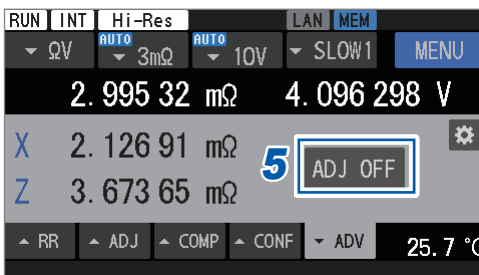 RUN INT Hi-Res LAN MEM
ΩV AUTO 3mΩ AUTO 10V SLOW1 MENU
2.995 32 mΩ 4.096 298 V
X 2.126 91 mΩ
5 ADJ OFF
Z 3.673 65 mΩ
RR ADJ COMP CONF ADV 25.7 °C